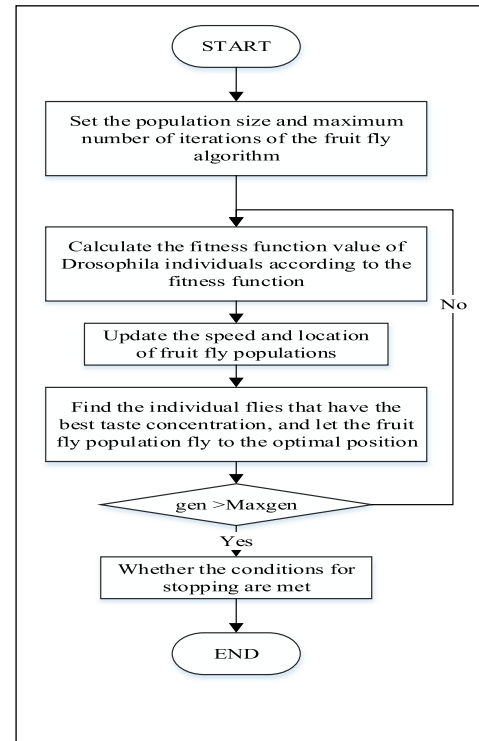 START
Set the population size and maximum
number of iterations of the fruit fly
algorithm
Calculate the fitness function value of
Drosophila individuals according to the
fitness function
No
Update the speed and location
of fruit fly populations
Find the individual flies that have the
best taste concentration, and let the fruit
fly population fly to the optimal position
gen >Maxgen
Yes
Whether the conditions for
stopping are met
END